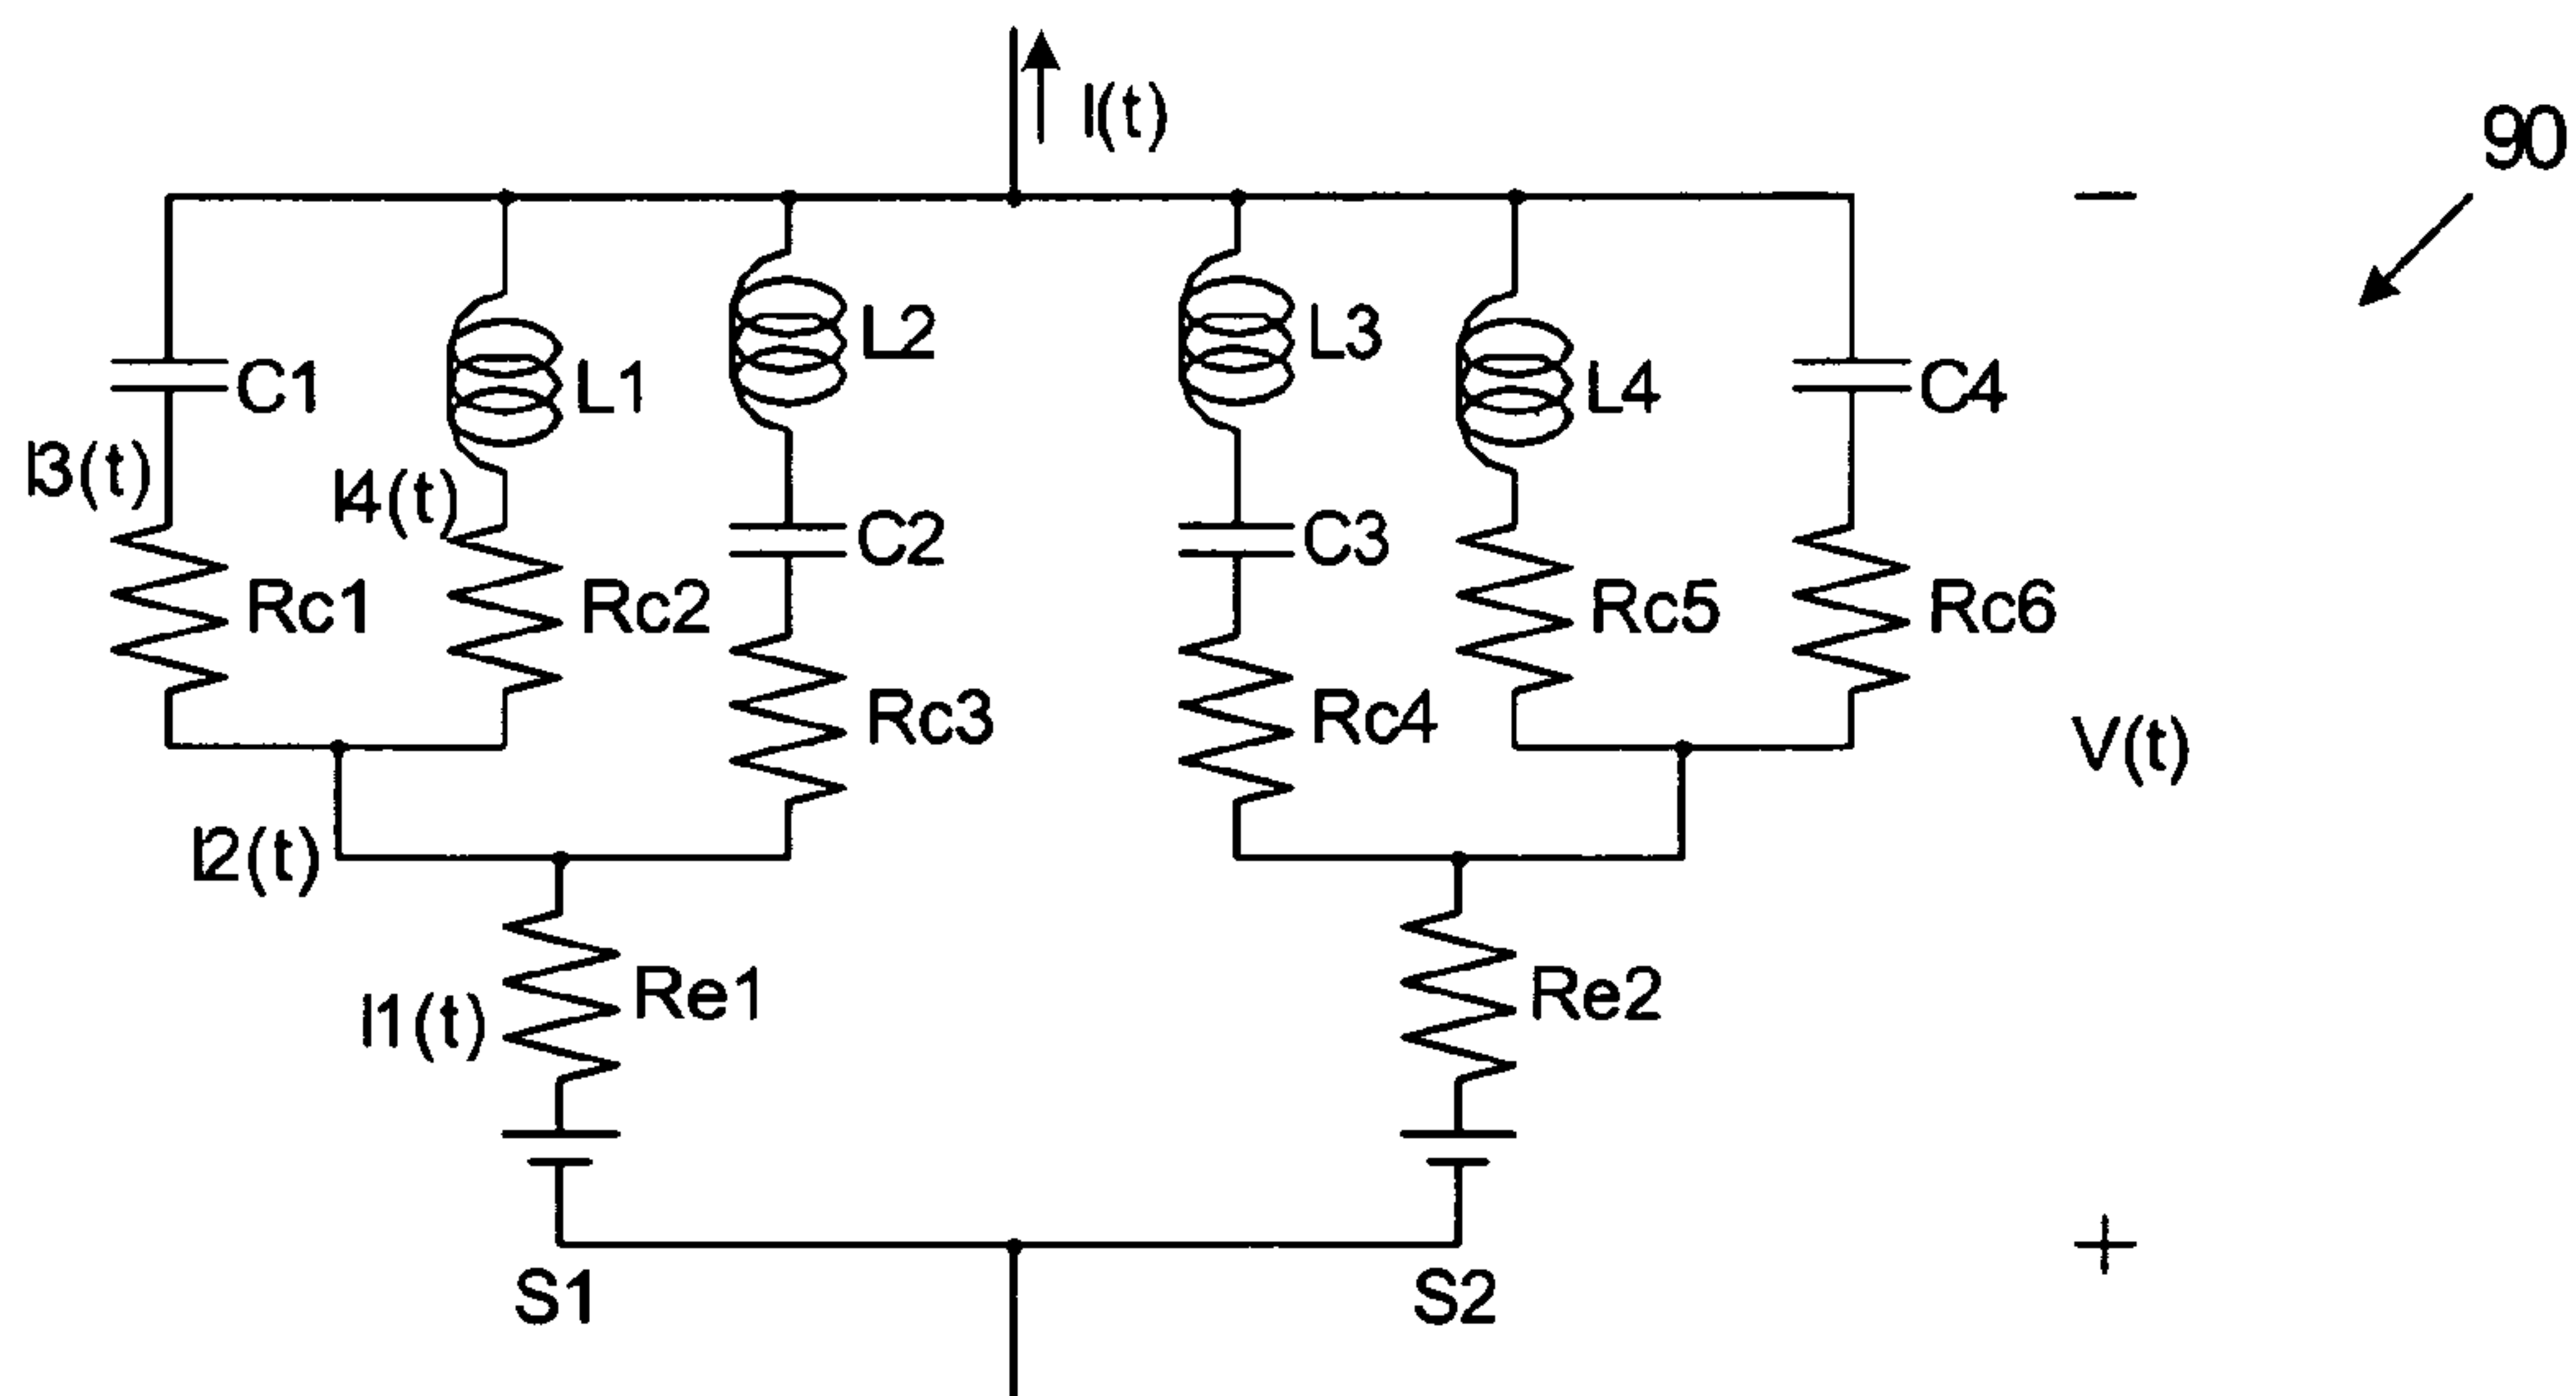 I(t)
90
−
L2
L3
C1
L1
L4
C4
I3(t)
I4(t)
C2
C3
Rc1
Rc2
Rc5
Rc6
Rc3
Rc4
V(t)
I2(t)
Re1
Re2
I1(t)
+
S1
S2